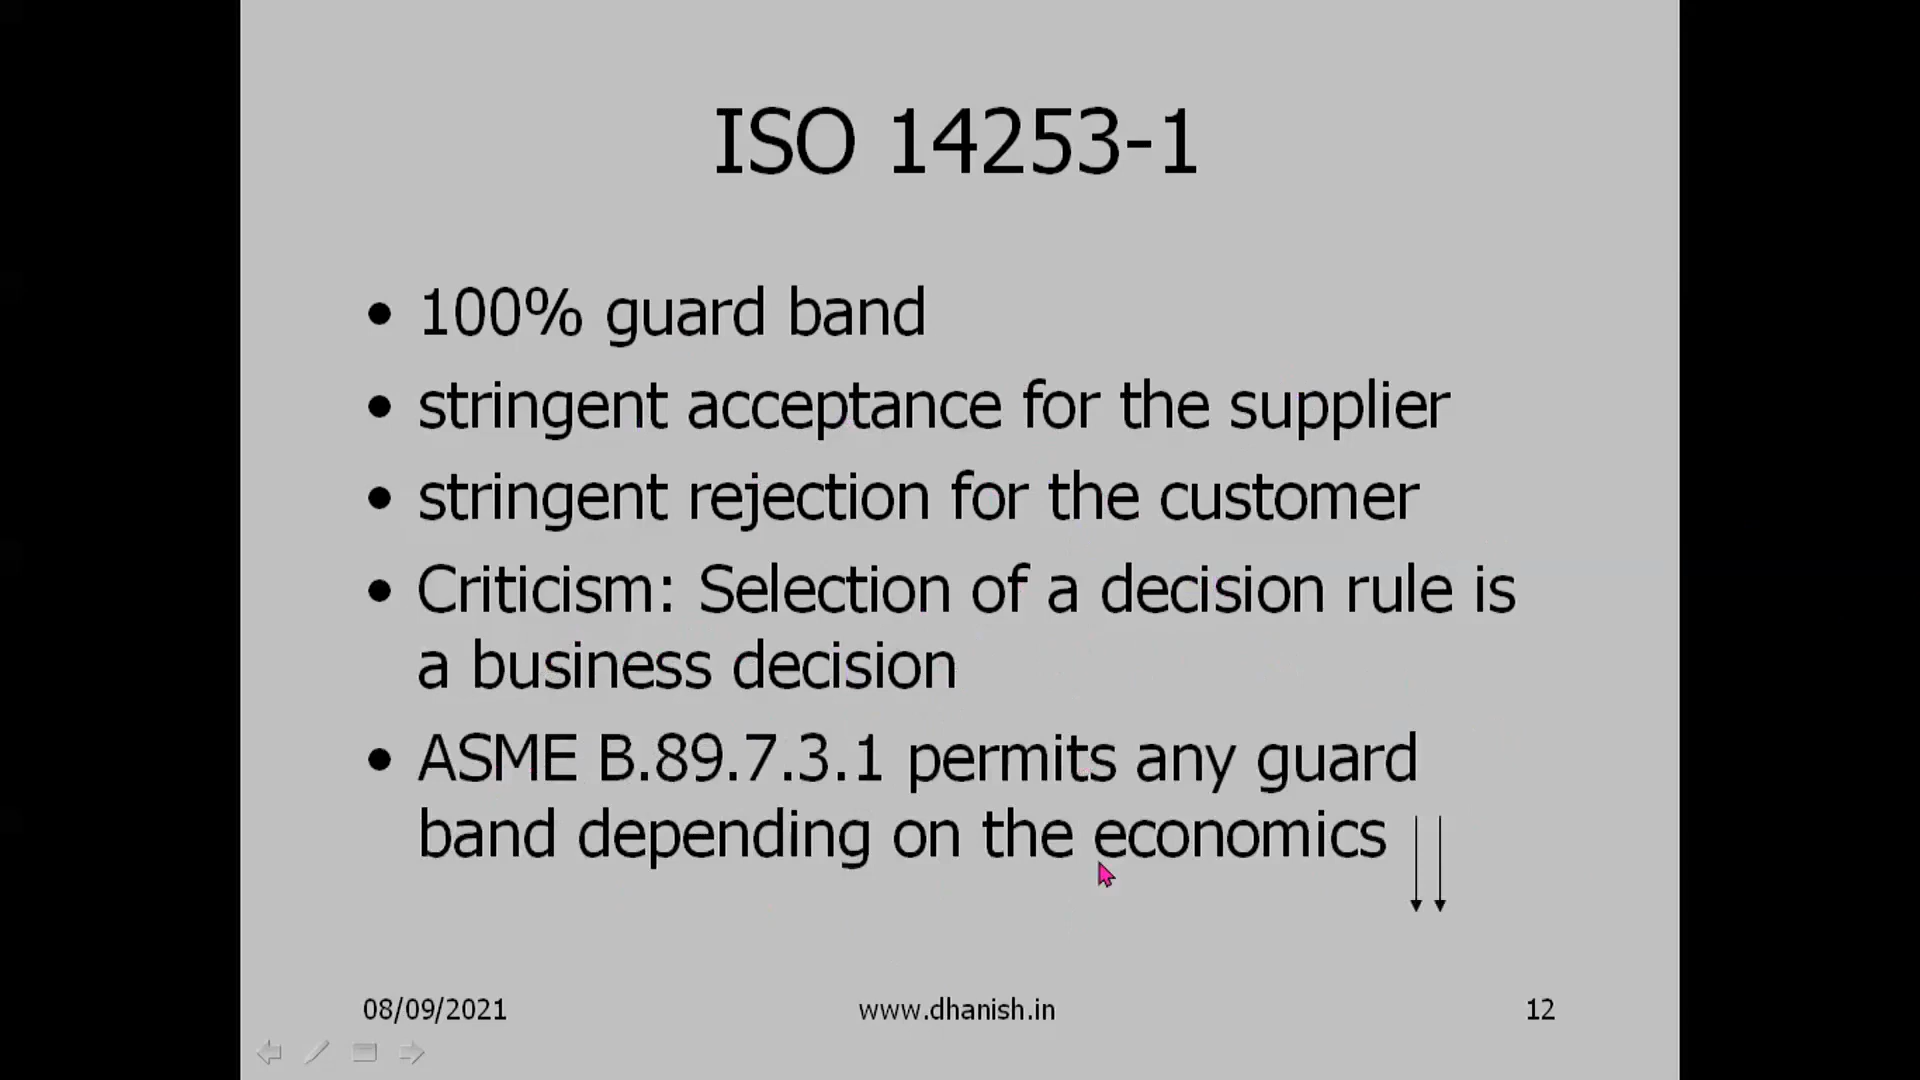 ISO 14253-1
• 100% guard band
• stringent acceptance for the supplier
• stringent rejection for the customer
• Criticism: Selection of a decision rule is
a business decision
• ASME B.89.7.3.1 permits any guard
band depending on the economics
08/09/2021 www.dhanish.in 12